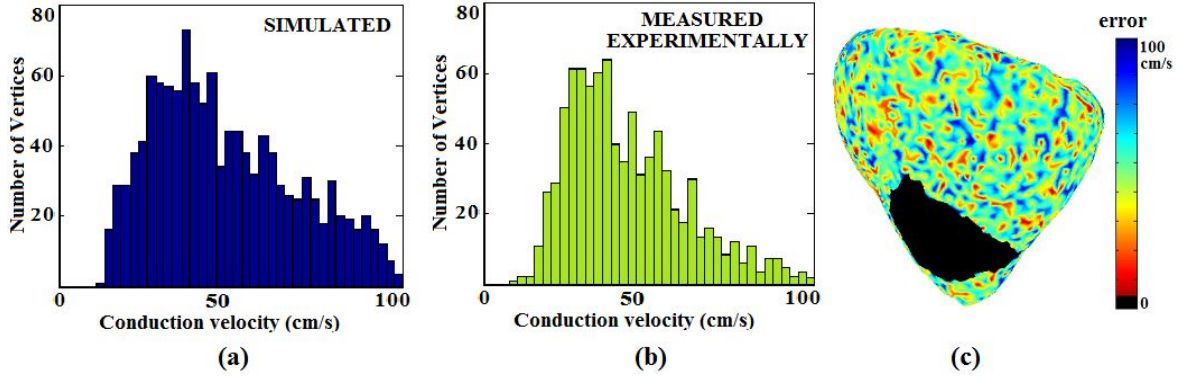 80
60
40
20
0
50
100
Number of Vertices
SIMULATED
Conduction velocity (cm/s)
(a)
80
60
40
20
0
50
100
Number of Vertices
MEASURED
EXPERIMENTALLY
Conduction velocity (cm/s)
(b)
error
100
cm/s
0
(c)